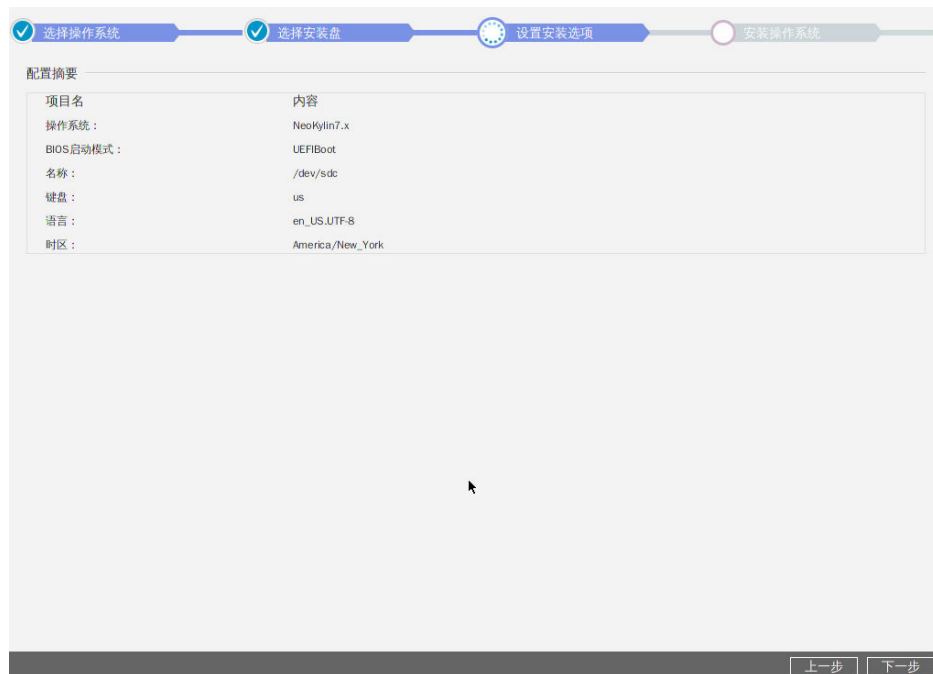 选择操作系统 选择安装盘 设置安装选项 安装操作系统
配置摘要
项目名 内容
操作系统： NeoKylin7.x
BIOS启动模式： UEFIBoot
名称： /dev/sdc
键盘： us
语言： en_US.UTF-8
时区： America/New_York
上一步 下一步